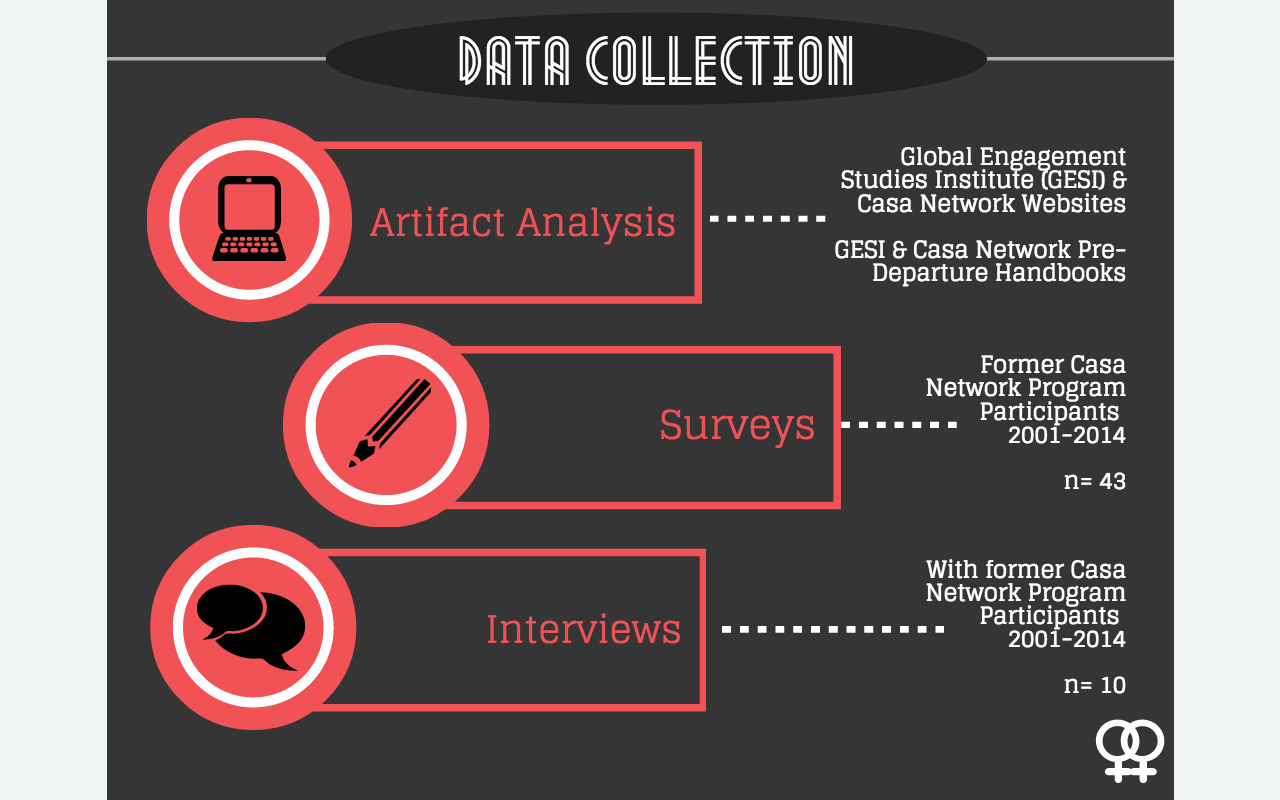 DATA COLLECTION
Artifact Analysis
Global Engagement
Studies Institute (GESI) &
Casa Network Websites
GESI & Casa Network Pre-
Departure Handbooks
Surveys
Former Casa
Network Program
Participants
2001-2014
n= 43
Interviews
With former Casa
Network Program
Participants
2001-2014
n= 10